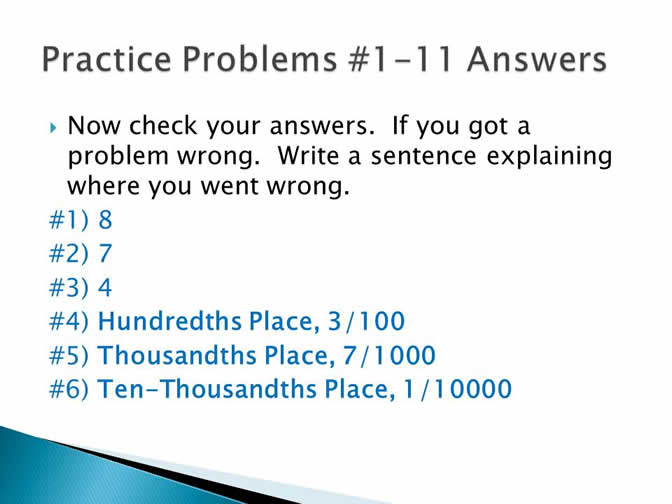 Practice Problems #1-11 Answers
Now check your answers.  If you got a
problem wrong.  Write a sentence explaining
where you went wrong.
#1) 8
#2) 7
#3) 4
#4) Hundredths Place, 3/100
#5) Thousandths Place, 7/1000
#6) Ten-Thousandths Place, 1/10000